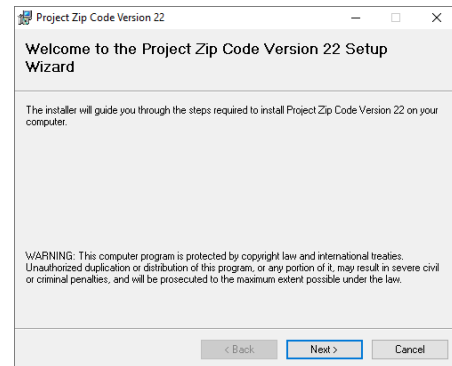 Project Zip Code Version 22
Welcome to the Project Zip Code Version 22 Setup
Wizard
The installer will guide you through the steps required to install Project Zip Code Version 22 on your
computer.
WARNING: This computer program is protected by copyright law and international treaties.
Unauthorized duplication or distribution of this program, or any portion of it, may result in severe civil
or criminal penalties, and will be prosecuted to the maximum extent possible under the law.
< Back Next > Cancel